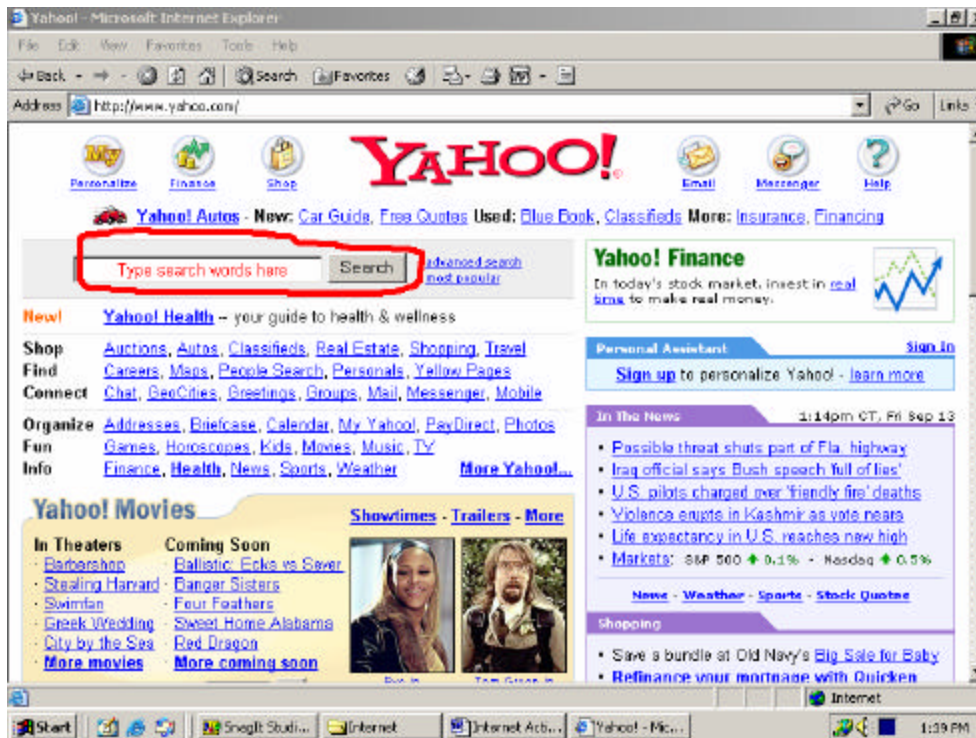 Yahoo! - Microsoft Internet Explorer
File Edit View Favorites Tools Help
Back Search Favorites
Address http://www.yahoo.com/ Go Links
My YAHOO!
Personalize Finance Shop Email Messenger Help
Yahoo! Autos - New: Car Guide, Free Quotes Used: Blue Book, Classifieds More: Insurance, Financing
Type search words here Search
advanced search
most popular
Yahoo! Finance
In today's stock market, invest in real
time to make real money.
New! Yahoo! Health - your guide to health & wellness
Shop Auctions, Autos, Classifieds, Real Estate, Shopping, Travel
Find Careers, Maps, People Search, Personals, Yellow Pages
Connect Chat, GeoCities, Greetings, Groups, Mail, Messenger, Mobile
Organize Addresses, Briefcase, Calendar, My Yahoo!, PayDirect, Photos
Fun Games, Horoscopes, Kids, Movies, Music, TV
Info Finance, Health, News, Sports, Weather More Yahoo!...
Personal Assistant Sign In
Sign up to personalize Yahoo! - learn more
In The News 1:14pm CT, Fri Sep 13
• Possible threat shuts part of Fla. highway
• Iraq official says Bush speech 'full of lies'
• U.S. pilots charged over 'friendly fire' deaths
• Violence erupts in Kashmir as vote nears
• Life expectancy in U.S. reaches new high
• Markets: S&P 500 0.1% - Nasdaq 0.5%
News - Weather - Sports - Stock Quotes
Yahoo! Movies Showtimes - Trailers - More
In Theaters
· Barbershop
· Stealing Harvard
· Swimfan
· Greek Wedding
· City by the Sea
· More movies
Coming Soon
· Ballistic: Ecks vs Sever
· Banger Sisters
· Four Feathers
· Sweet Home Alabama
· Red Dragon
· More coming soon
Eve in Tom Green in
Shopping
• Save a bundle at Old Navy's Big Sale for Baby
• Refinance your mortgage with Quicken
Internet
Start SnagIt Studi... Internet Internet Acti... Yahoo! - Mic... 1:39 PM